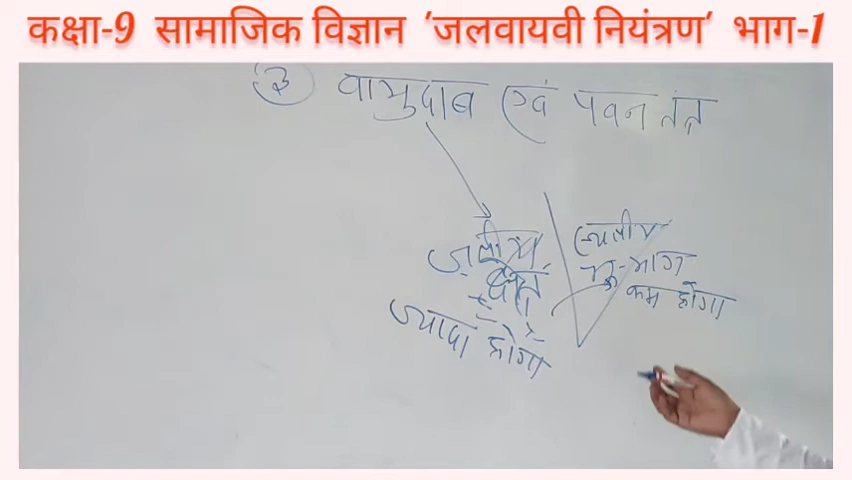 कक्षा-9 सामाजिक विज्ञान 'जलवायवी नियंत्रण' भाग-1
③ वायुदाब एवं पवन तंत्र
जलीय
क्षेत्रों
में
ज्यादा होगा
स्थलीय
भू-भाग
कम होगा